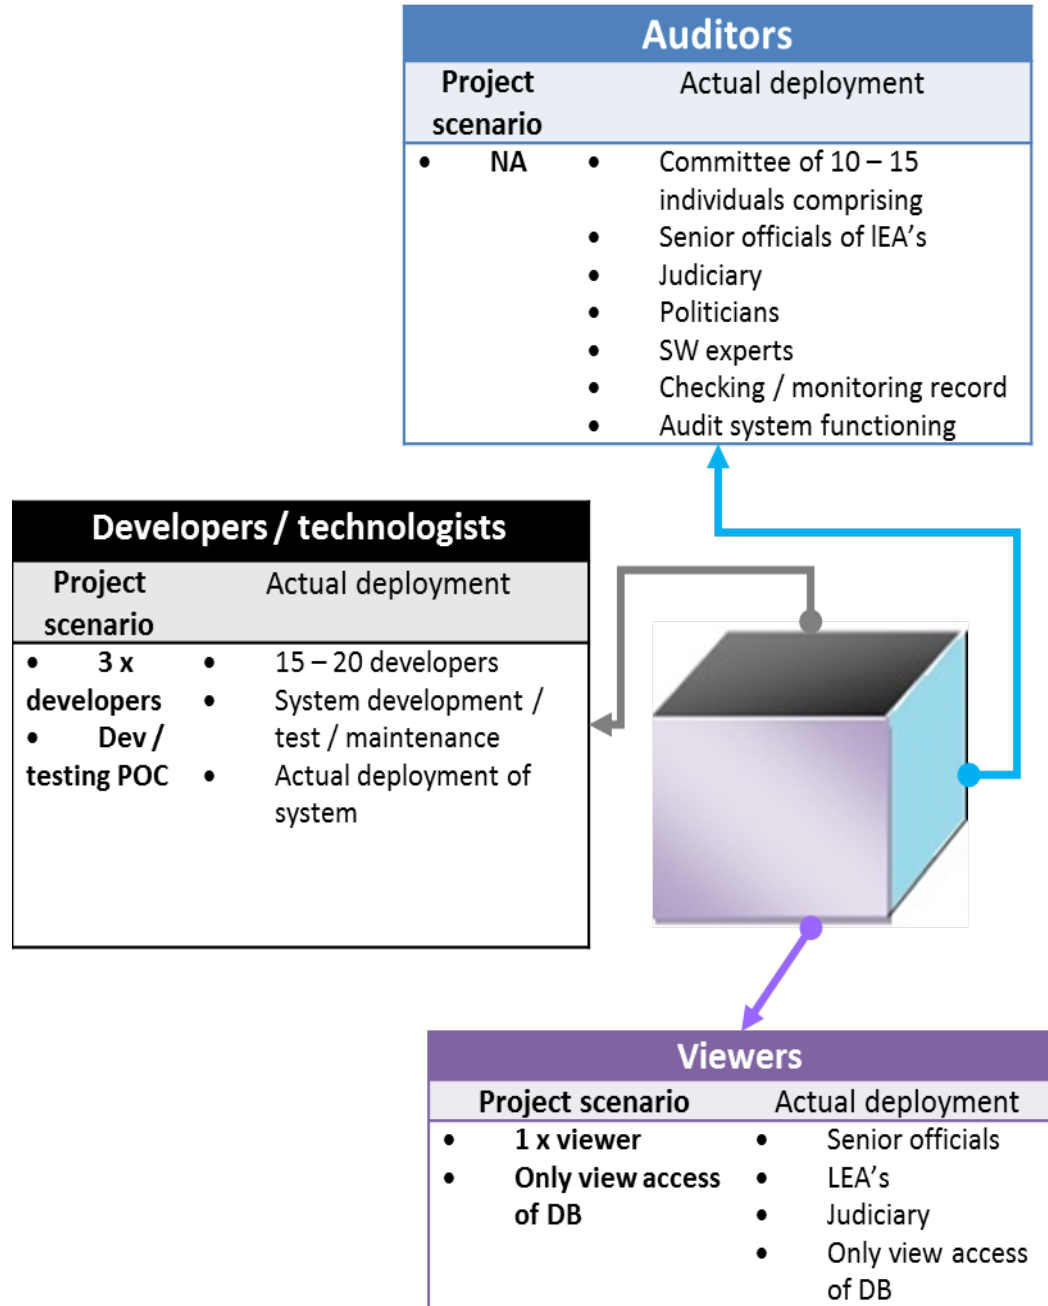 Auditors
Project
scenario
Actual deployment
• NA
• Committee of 10 – 15
individuals comprising
• Senior officials of lEA's
• Judiciary
• Politicians
• SW experts
• Checking / monitoring record
• Audit system functioning
Developers / technologists
Project
scenario
Actual deployment
• 3 x
developers
• Dev /
testing POC
• 15 – 20 developers
• System development /
test / maintenance
• Actual deployment of
system
Viewers
Project scenario
Actual deployment
• 1 x viewer
• Only view access
of DB
• Senior officials
• LEA's
• Judiciary
• Only view access
of DB